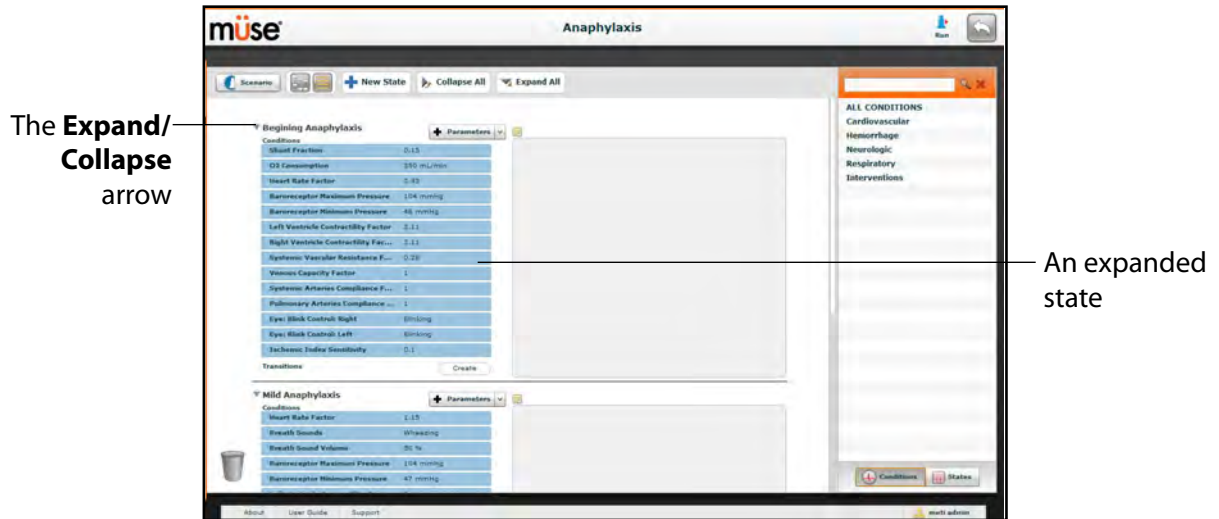 müse
Anaphylaxis
Run
Scenario
New State
Collapse All
Expand All
The Expand/
Collapse
arrow
Begining Anaphylaxis
Parameters
Conditions
Shunt Fraction 0.15
O2 Consumption mL/min
Heart Rate Factor
Baroreceptor Maximum Pressure 104 mmHg
Baroreceptor Minimum Pressure 46 mmHg
Left Ventricle Contractility Factor
Right Ventricle Contractility Fac...
Systemic Vascular Resistance F...
Venous Capacity Factor 1
Systemic Arteries Compliance F... 1
Pulmonary Arteries Compliance ... 1
Eye: Blink Control: Right Blinking
Eye: Blink Control: Left Blinking
Ischemic Index Sensitivity 0.1
Transitions
Create
Mild Anaphylaxis
Parameters
Conditions
Heart Rate Factor 1.15
Breath Sounds Wheezing
Breath Sound Volume
Baroreceptor Maximum Pressure 104 mmHg
Baroreceptor Minimum Pressure 47 mmHg
ALL CONDITIONS
Cardiovascular
Hemorrhage
Neurologic
Respiratory
Interventions
An expanded
state
Conditions
States
About
User Guide
Support
meti admin